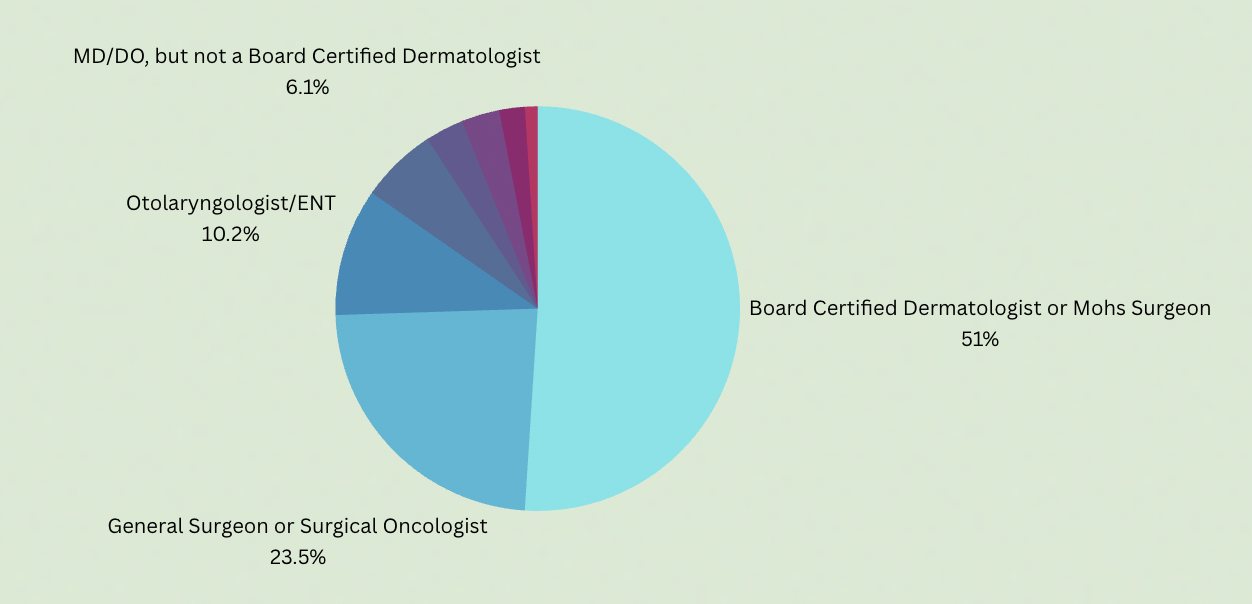 MD/DO, but not a Board Certified Dermatologist
6.1%
Otolaryngologist/ENT
10.2%
Board Certified Dermatologist or Mohs Surgeon
51%
General Surgeon or Surgical Oncologist
23.5%